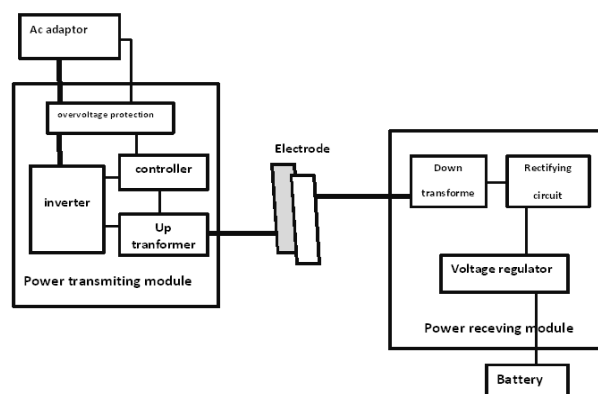 Ac adaptor
overvoltage protection
controller
inverter
Up
tranformer
Power transmiting module
Electrode
Down
transforme
Rectifying
circuit
Voltage regulator
Power receving module
Battery